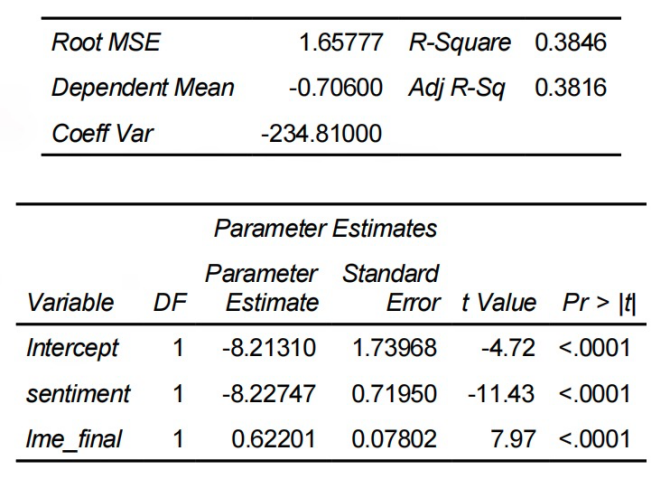 Root MSE 1.65777 R-Square 0.3846
Dependent Mean -0.70600 Adj R-Sq 0.3816
Coeff Var -234.81000
Parameter Estimates
Variable DF Parameter Estimate Standard Error t Value Pr > |t|
Intercept 1 -8.21310 1.73968 -4.72 <.0001
sentiment 1 -8.22747 0.71950 -11.43 <.0001
lme_final 1 0.62201 0.07802 7.97 <.0001